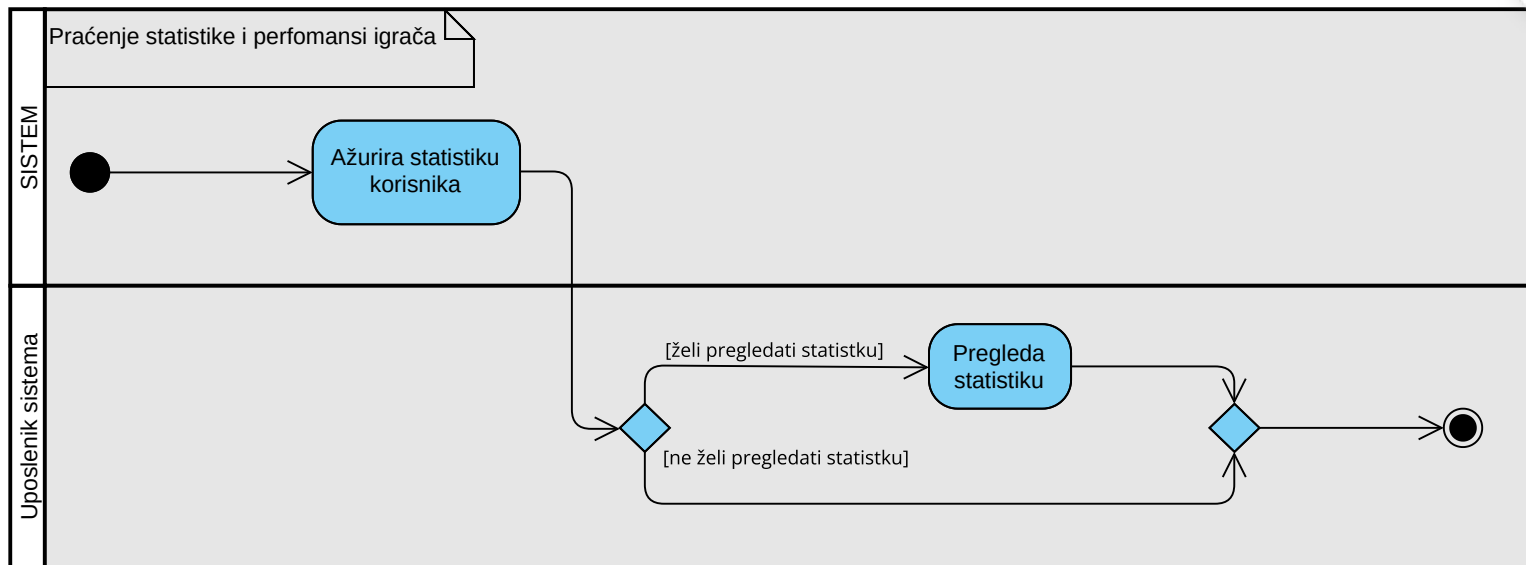 Praćenje statistike i perfomansi igrača
SISTEM
Ažurira statistiku
korisnika
Uposlenik sistema
[želi pregledati statistku]
Pregleda
statistiku
[ne želi pregledati statistku]